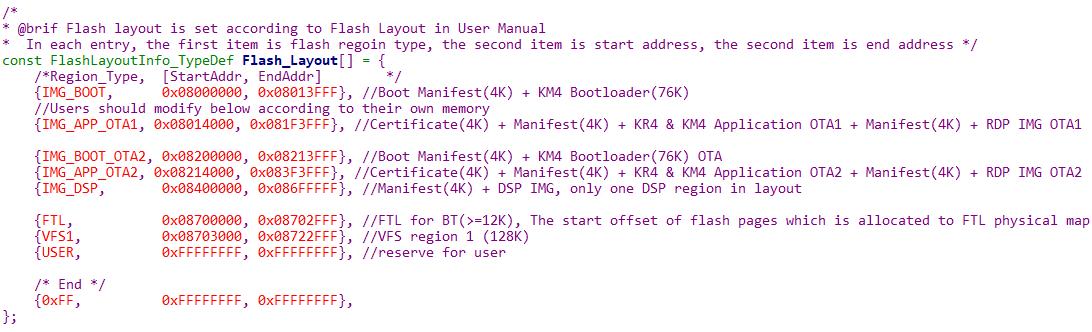 /*
* @brif Flash layout is set according to Flash Layout in User Manual
*  In each entry, the first item is flash regoin type, the second item is start address, the second item is end address */
const FlashLayoutInfo_TypeDef Flash_Layout[] = {
    /*Region_Type,  [StartAddr, EndAddr]        */
    {IMG_BOOT,      0x08000000, 0x08013FFF}, //Boot Manifest(4K) + KM4 Bootloader(76K)
    //Users should modify below according to their own memory
    {IMG_APP_OTA1, 0x08014000, 0x081F3FFF}, //Certificate(4K) + Manifest(4K) + KR4 & KM4 Application OTA1 + Manifest(4K) + RDP IMG OTA1
    {IMG_BOOT_OTA2, 0x08200000, 0x08213FFF}, //Boot Manifest(4K) + KM4 Bootloader(76K) OTA
    {IMG_APP_OTA2, 0x08214000, 0x083F3FFF}, //Certificate(4K) + Manifest(4K) + KR4 & KM4 Application OTA2 + Manifest(4K) + RDP IMG OTA2
    {IMG_DSP,       0x08400000, 0x086FFFFF}, //Manifest(4K) + DSP IMG, only one DSP region in layout
    {FTL,           0x08700000, 0x08702FFF}, //FTL for BT(>=12K), The start offset of flash pages which is allocated to FTL physical map
    {VFS1,          0x08703000, 0x08722FFF}, //VFS region 1 (128K)
    {USER,          0xFFFFFFFF, 0xFFFFFFFF}, //reserve for user
    /* End */
    {0xFF,          0xFFFFFFFF, 0xFFFFFFFF},
};